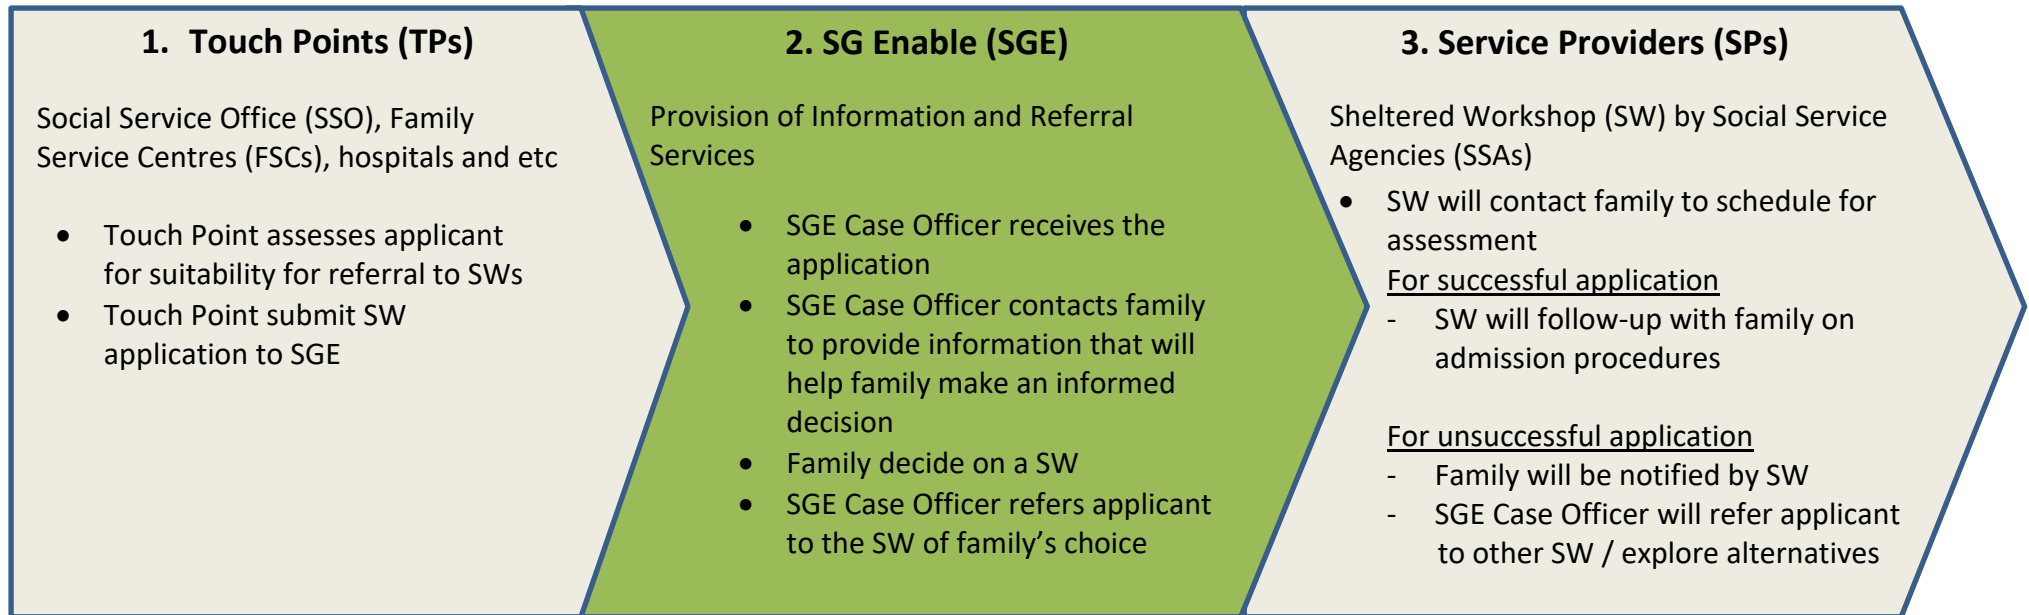 1. Touch Points (TPs)
Social Service Office (SSO), Family
Service Centres (FSCs), hospitals and etc
• Touch Point assesses applicant
for suitability for referral to SWs
• Touch Point submit SW
application to SGE
2. SG Enable (SGE)
Provision of Information and Referral
Services
• SGE Case Officer receives the
application
• SGE Case Officer contacts family
to provide information that will
help family make an informed
decision
• Family decide on a SW
• SGE Case Officer refers applicant
to the SW of family’s choice
3. Service Providers (SPs)
Sheltered Workshop (SW) by Social Service
Agencies (SSAs)
• SW will contact family to schedule for
assessment
For successful application
- SW will follow-up with family on
admission procedures
For unsuccessful application
- Family will be notified by SW
- SGE Case Officer will refer applicant
to other SW / explore alternatives